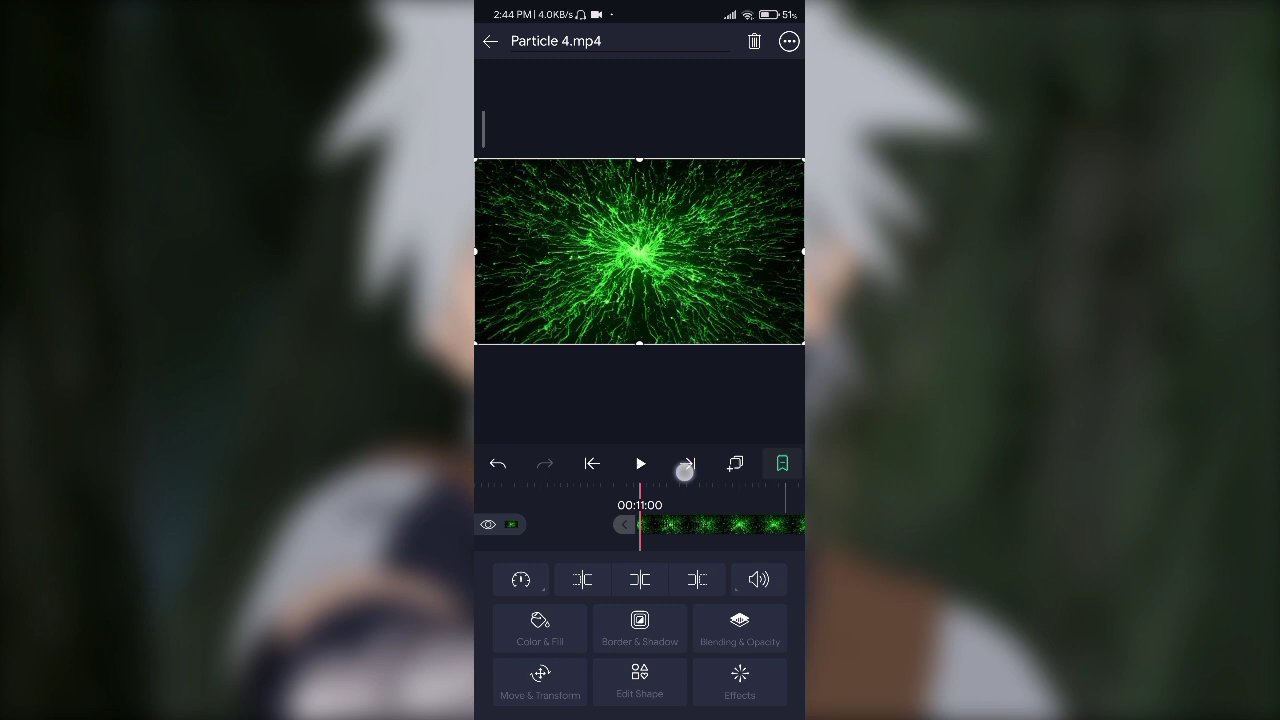 2:44 PM | 4.0KB/s
51%
Particle 4.mp4
00:11:00
Color & Fill
Border & Shadow
Blending & Opacity
Move & Transform
Edit Shape
Effects